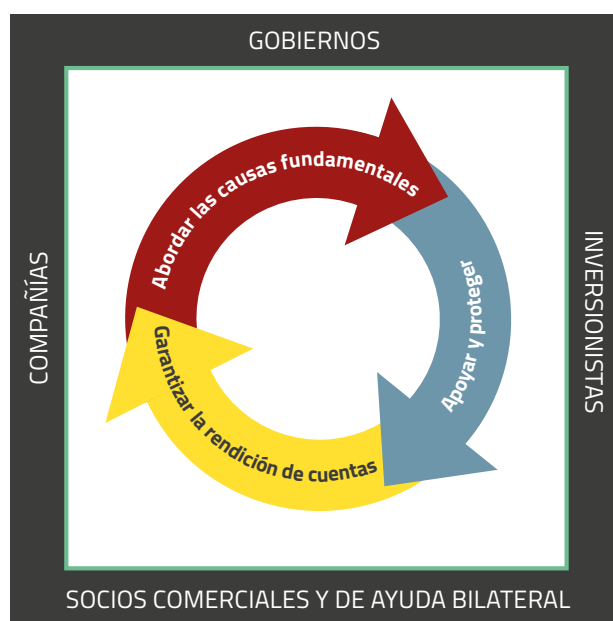 GOBIERNOS
Abordar las causas fundamentales
Apoyar y proteger
Garantizar la rendición de cuentas
COMPAÑÍAS
INVERSIONISTAS
SOCIOS COMERCIALES Y DE AYUDA BILATERAL